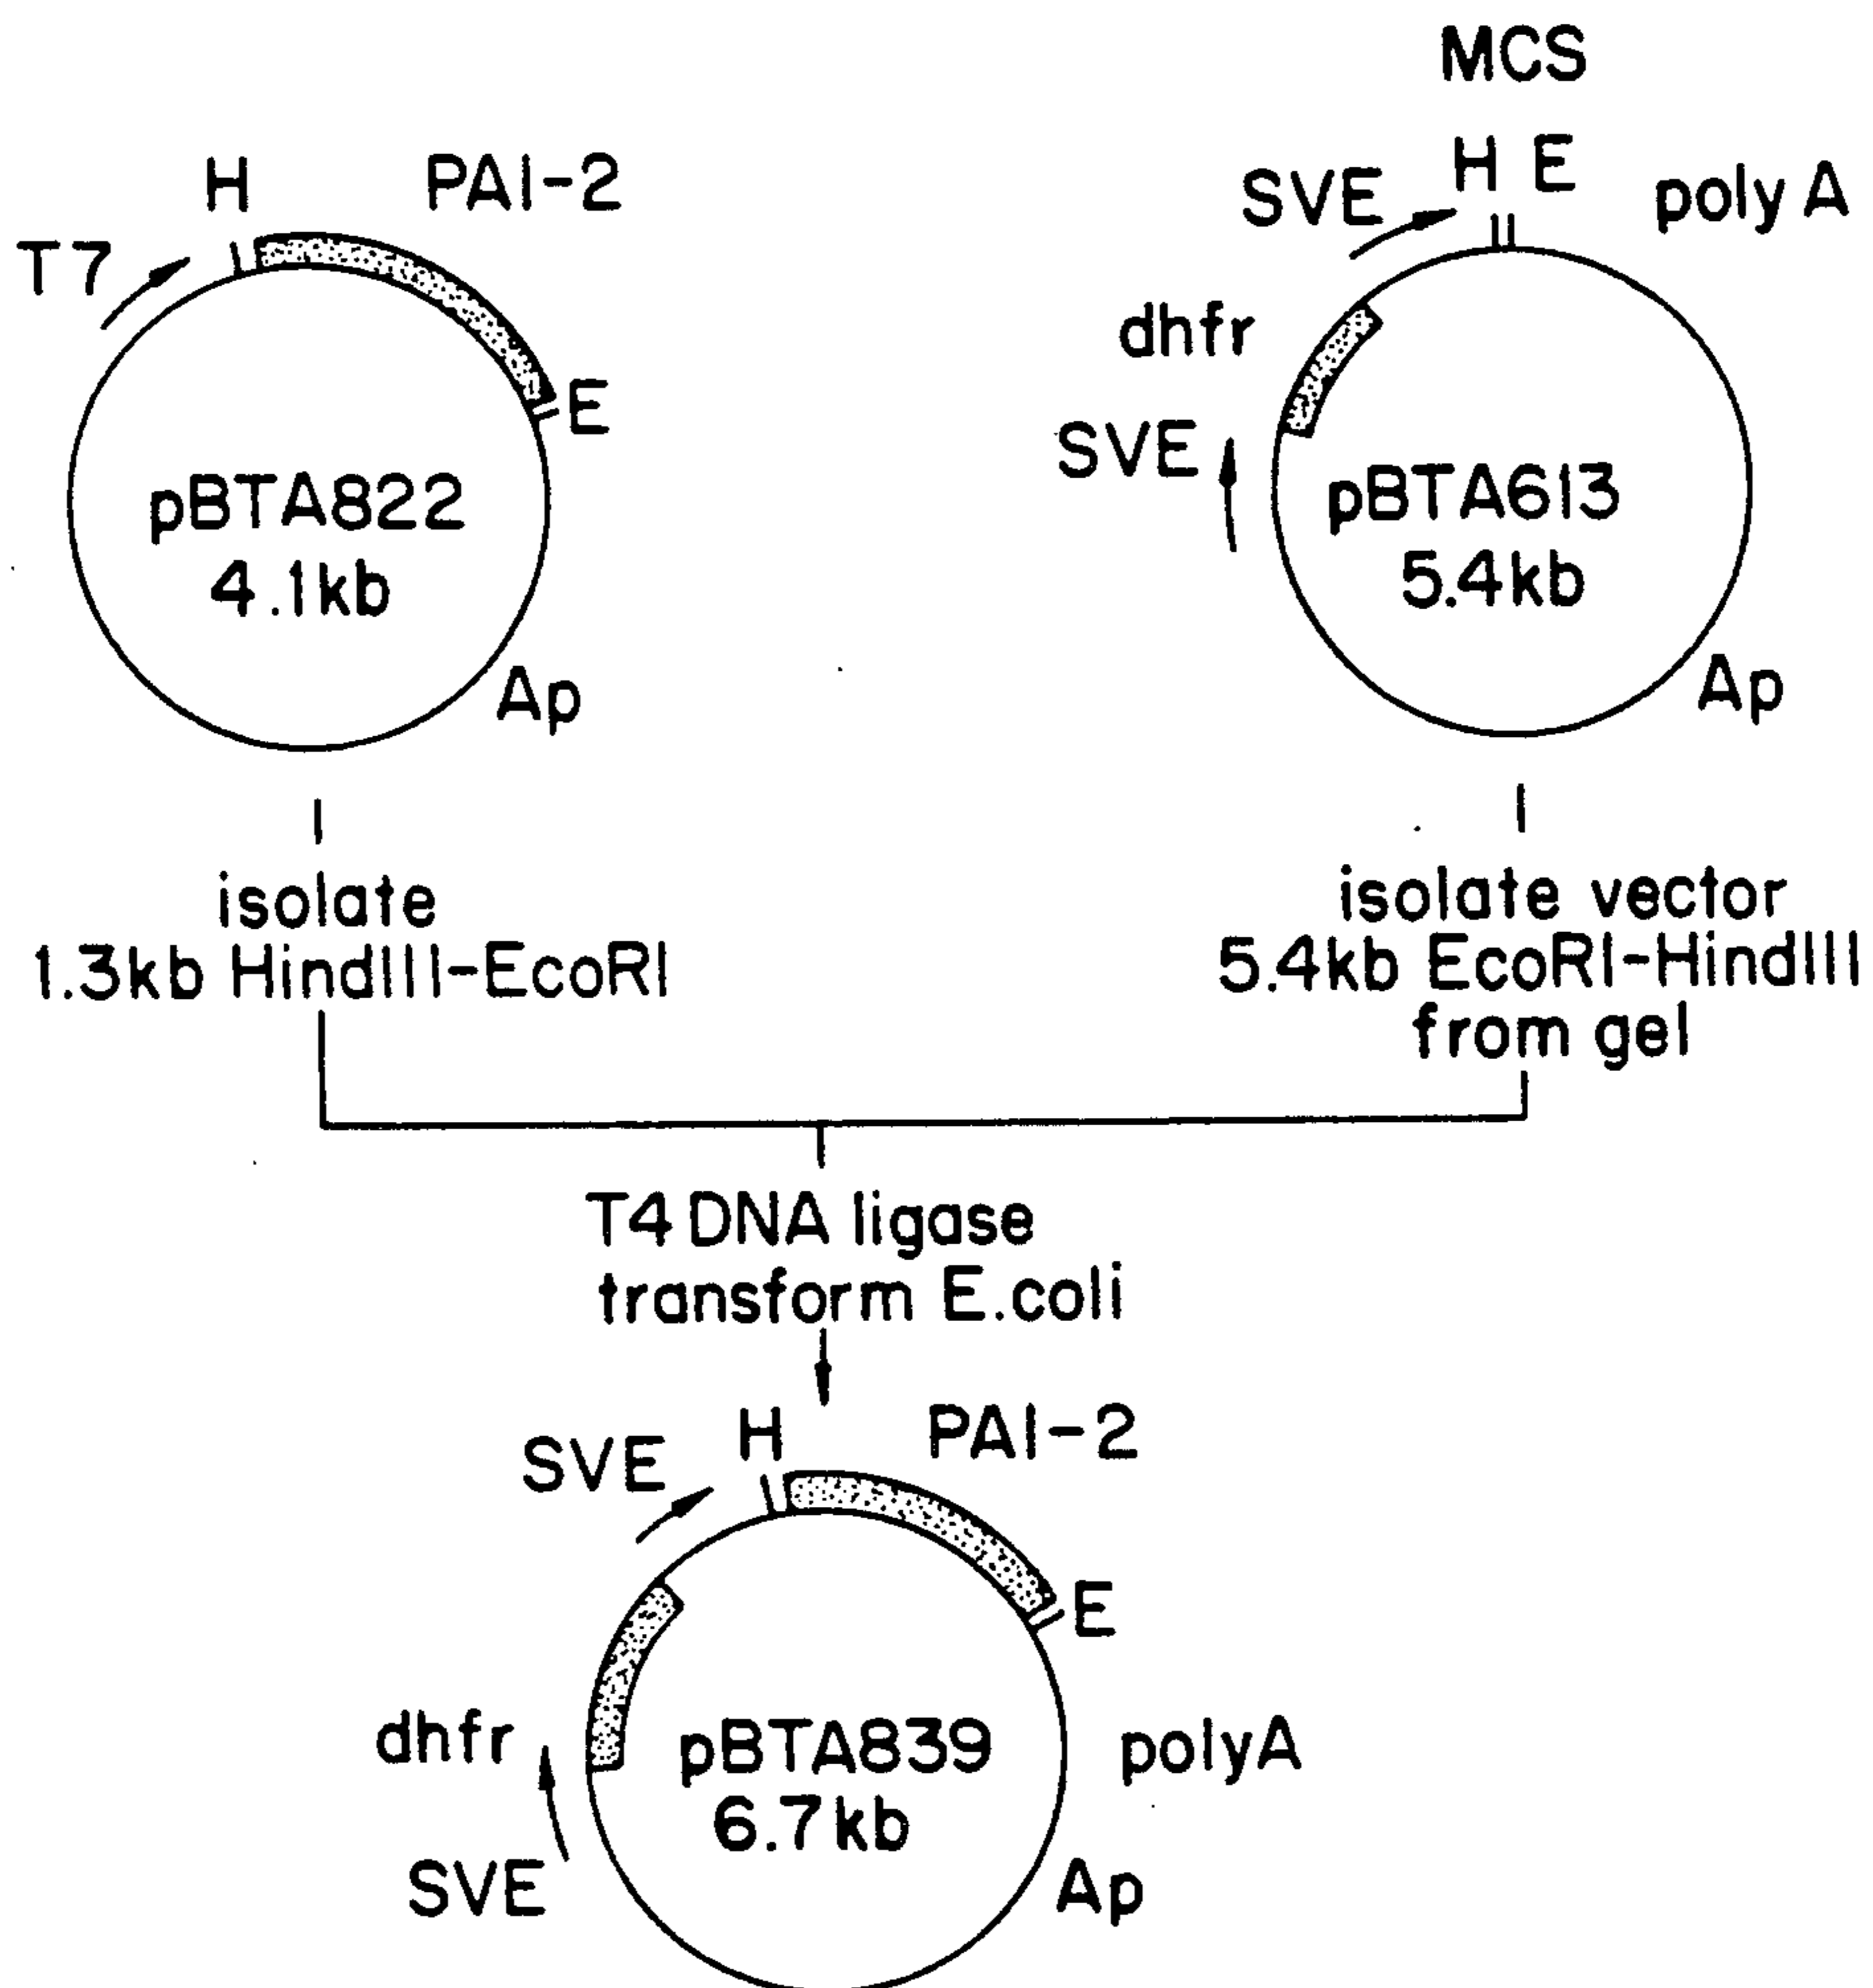 H
PAI-2
T7
E
pBTA822
4.1kb
Ap
isolate
1.3kb HindIII-EcoRI
MCS
H E
SVE
polyA
dhfr
SVE
pBTA613
5.4kb
Ap
isolate vector
5.4kb EcoRI-HindIII
from gel
T4 DNA ligase
transform E.coli
SVE
H
PAI-2
E
dhfr
pBTA839
6.7kb
polyA
SVE
Ap